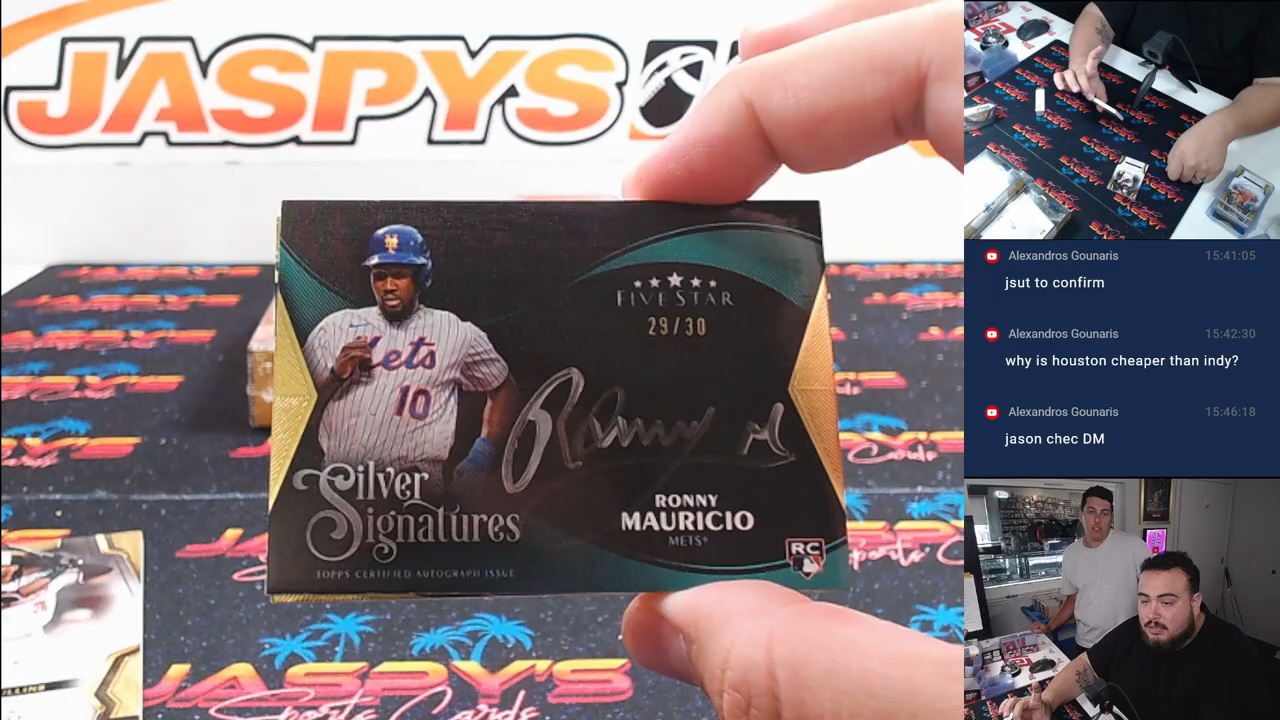 JASPYS
FIVE STAR
29/30
Mets
10
Ronny M
Silver
Signatures
RONNY
MAURICIO
METS
RC
TOPPS CERTIFIED AUTOGRAPH ISSUE
JASPY'S
Sports Cards
Alexandros Gounaris 15:41:05
jsut to confirm
Alexandros Gounaris 15:42:30
why is houston cheaper than indy?
Alexandros Gounaris 15:46:18
jason chec DM